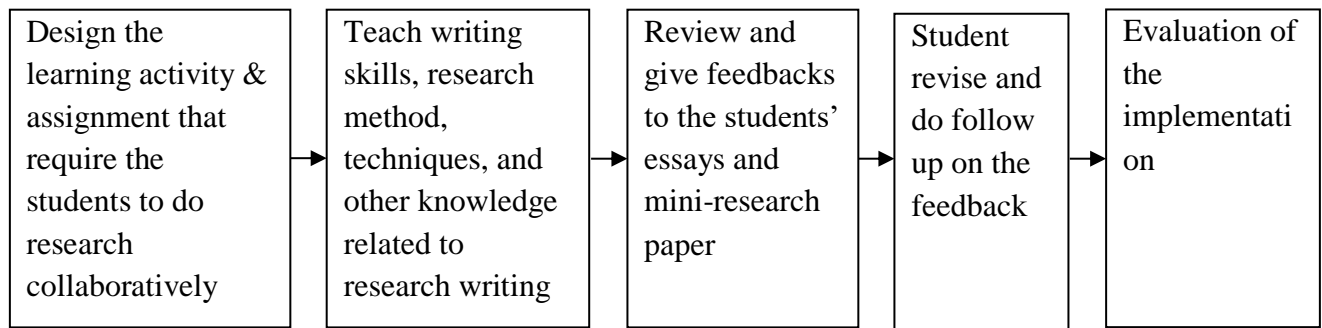 Design the
learning activity &
assignment that
require the
students to do
research
collaboratively
Teach writing
skills, research
method,
techniques, and
other knowledge
related to
research writing
Review and
give feedbacks
to the students’
essays and
mini-research
paper
Student
revise and
do follow
up on the
feedback
Evaluation of
the
implementati
on